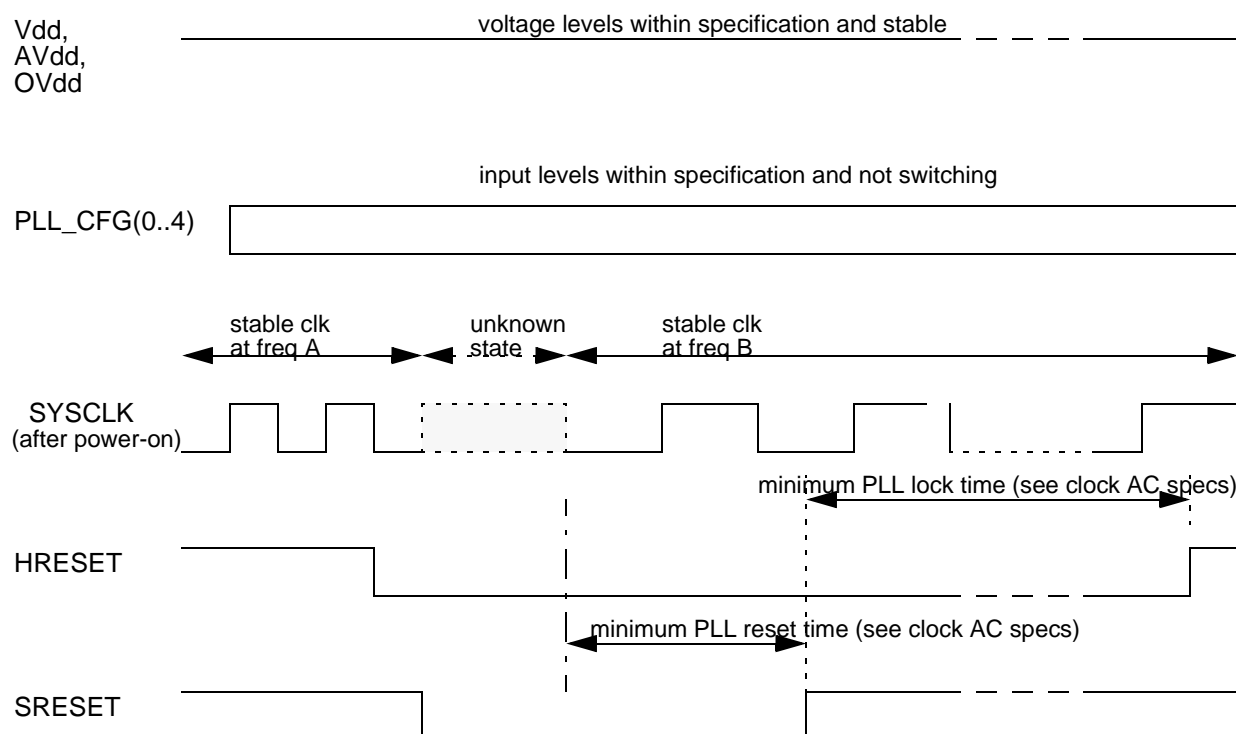 Vdd,
AVdd,
OVdd
voltage levels within specification and stable
input levels within specification and not switching
PLL_CFG(0..4)
stable clk
at freq A
unknown
state
stable clk
at freq B
SYSCLK
(after power-on)
minimum PLL lock time (see clock AC specs)
HRESET
minimum PLL reset time (see clock AC specs)
SRESET